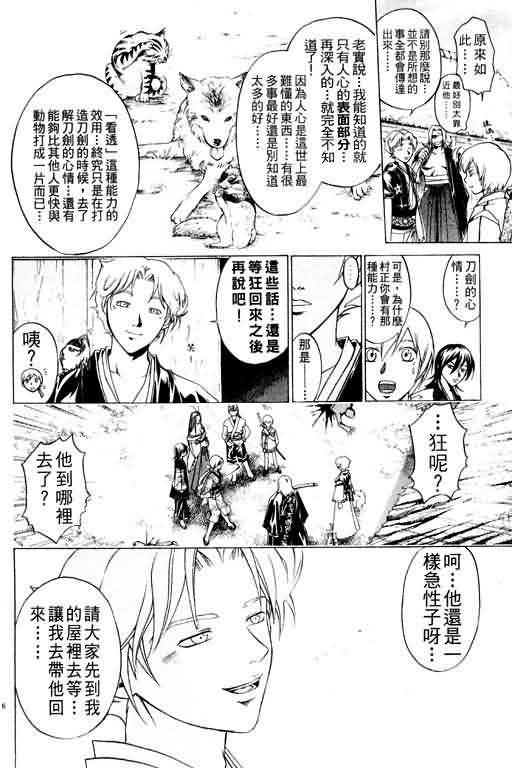 原來如
此…
請別那麼說…
並不是所想的
事全都會傳達
出來…
最好別太靠
近他…
老實說…我能知道的就
只有人心的表面部分…
再深入的…就完全不知
道了！
因為人心是這世上最
難懂的東西……有很
多事最好還是別知道
太多的好……
「看透」這種能力的
效用…終究只是在打
造刀劍的時候，去了
解刀劍的心情…還有
能夠比其他人更快與
動物打成一片而已…
刀劍的心
情……？
可是，為什麼
村正你會有那
種能力……？
那是…
這些話…還是
等狂回來之後
再說吧！
咦？
…狂呢？
他到哪裡
去了？
呵…他還是一
樣急性子呀…
請大家先到我
的屋裡去等…
讓我去帶他回
來……
6